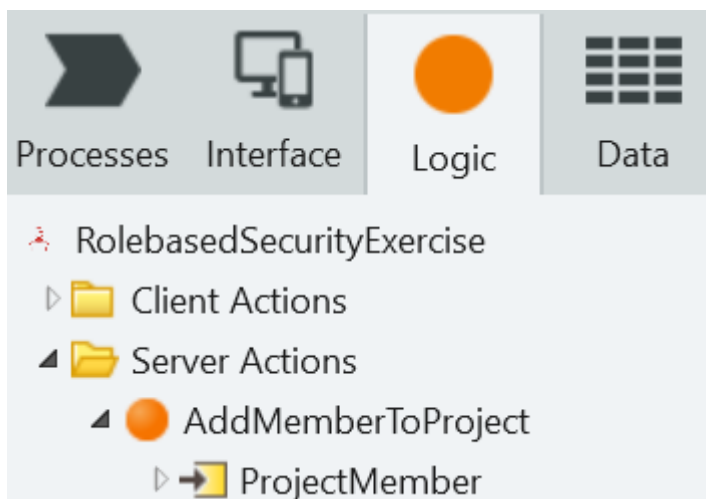 Processes Interface Logic Data
RolebasedSecurityExercise
Client Actions
Server Actions
AddMemberToProject
ProjectMember